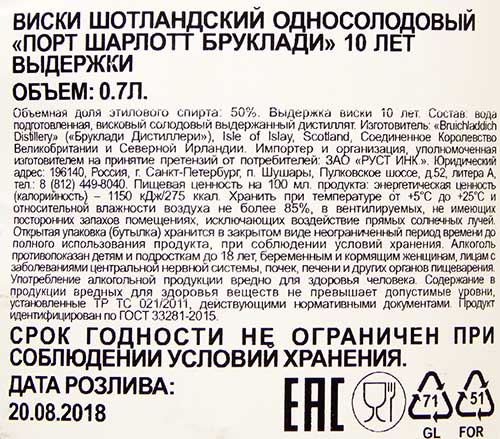 ВИСКИ ШОТЛАНДСКИЙ ОДНОСОЛОДОВЫЙ
«ПОРТ ШАРЛОТТ БРУКЛАДИ» 10 ЛЕТ
ВЫДЕРЖКИ
ОБЪЕМ: 0.7Л.
Объемная доля этилового спирта: 50%. Выдержка виски 10 лет. Состав: вода
подготовленная, висковый солодовый выдержанный дистиллят. Изготовитель: «Bruichladdich
Distillery» («Бруклади Дистиллери»), Isle of Islay, Scotland, Соединенное Королевство
Великобритании и Северной Ирландии. Импортер и организация, уполномоченная
изготовителем на принятие претензий от потребителей: ЗАО «РУСТ ИНК.». Юридический
адрес: 196140, Россия, г. Санкт-Петербург, п. Шушары, Пулковское шоссе, д.52, литера А,
тел.: 8 (812) 449-8040. Пищевая ценность на 100 мл. продукта: энергетическая ценность
(калорийность) – 1150 кДж/275 ккал. Хранить при температуре от +5°С до +25°С и
относительной влажности воздуха не более 85%, в вентилируемых, не имеющих
посторонних запахов помещениях, исключающих воздействие прямых солнечных лучей.
Открытая упаковка (бутылка) хранится в закрытом виде неограниченный период времени до
полного использования продукта, при соблюдении условий хранения. Алкоголь
противопоказан детям и подросткам до 18 лет, беременным и кормящим женщинам, лицам с
заболеваниями центральной нервной системы, почек, печени и других органов пищеварения.
Употребление алкогольной продукции вредно для здоровья человека. Содержание в
продукции вредных для здоровья веществ не превышает допустимые уровни,
установленные ТР ТС 021/2011, действующими нормативными документами. Продукт
идентифицирован по ГОСТ 33281-2015.
СРОК ГОДНОСТИ НЕ ОГРАНИЧЕН ПРИ
СОБЛЮДЕНИИ УСЛОВИЙ ХРАНЕНИЯ.
ДАТА РОЗЛИВА:
20.08.2018
EAC
71
GL
51
FOR